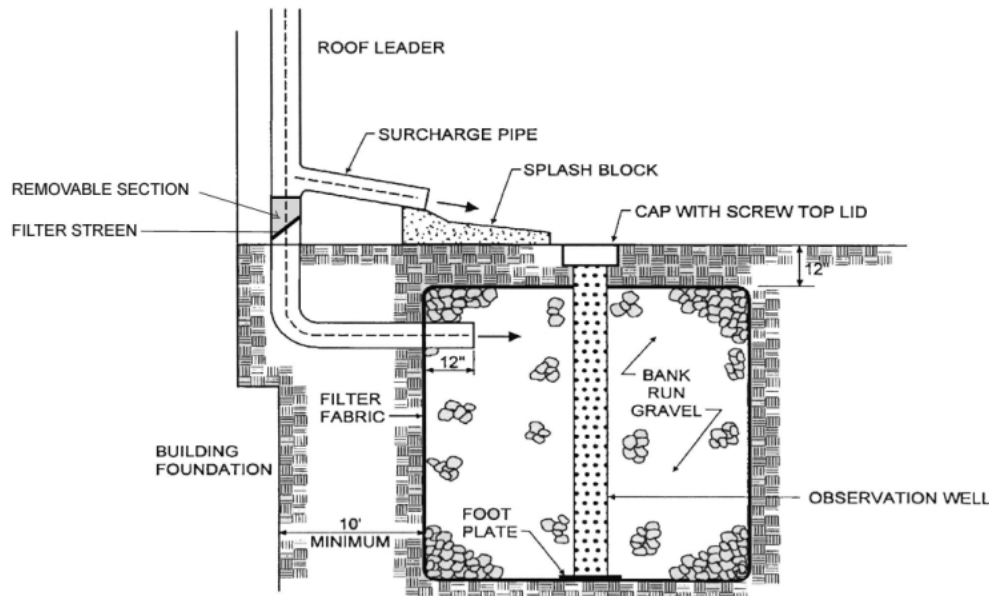 ROOF LEADER
SURCHARGE PIPE
SPLASH BLOCK
REMOVABLE SECTION
CAP WITH SCREW TOP LID
FILTER STREEN
12"
12"
FILTER
FABRIC
BANK
RUN
GRAVEL
BUILDING
FOUNDATION
OBSERVATION WELL
FOOT
PLATE
10'
MINIMUM